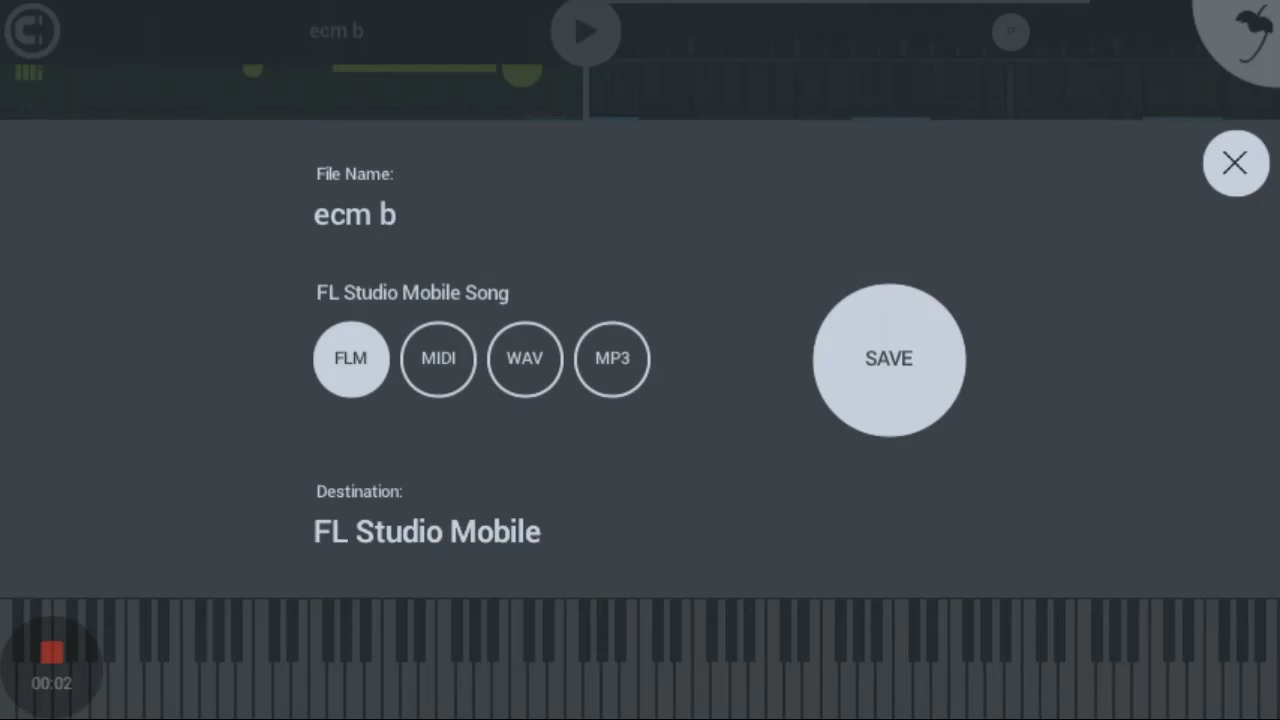 ecm b
File Name:
ecm b
FL Studio Mobile Song
FLM MIDI WAV MP3
SAVE
Destination:
FL Studio Mobile
00:02